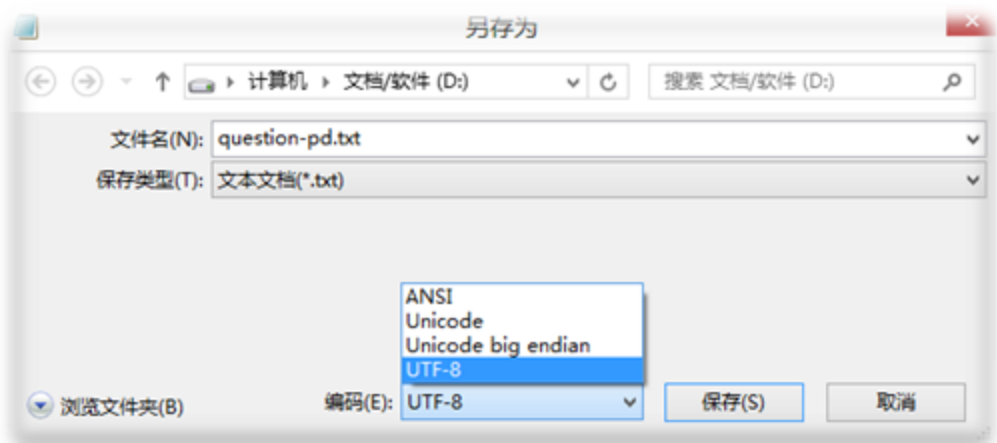 另存为
计算机 文档/软件 (D:) 搜索 文档/软件 (D:)
文件名(N): question-pd.txt
保存类型(T): 文本文档(*.txt)
ANSI
Unicode
Unicode big endian
UTF-8
浏览文件夹(B) 编码(E): UTF-8 保存(S) 取消